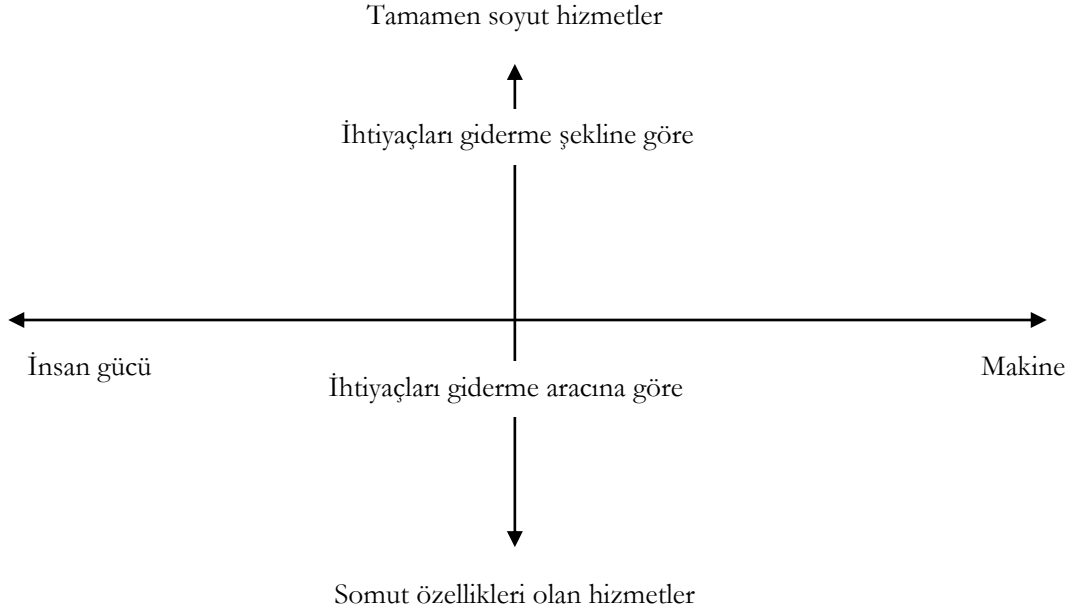 Tamamen soyut hizmetler
İhtiyaçları giderme şekline göre
İnsan gücü
Makine
İhtiyaçları giderme aracına göre
Somut özellikleri olan hizmetler